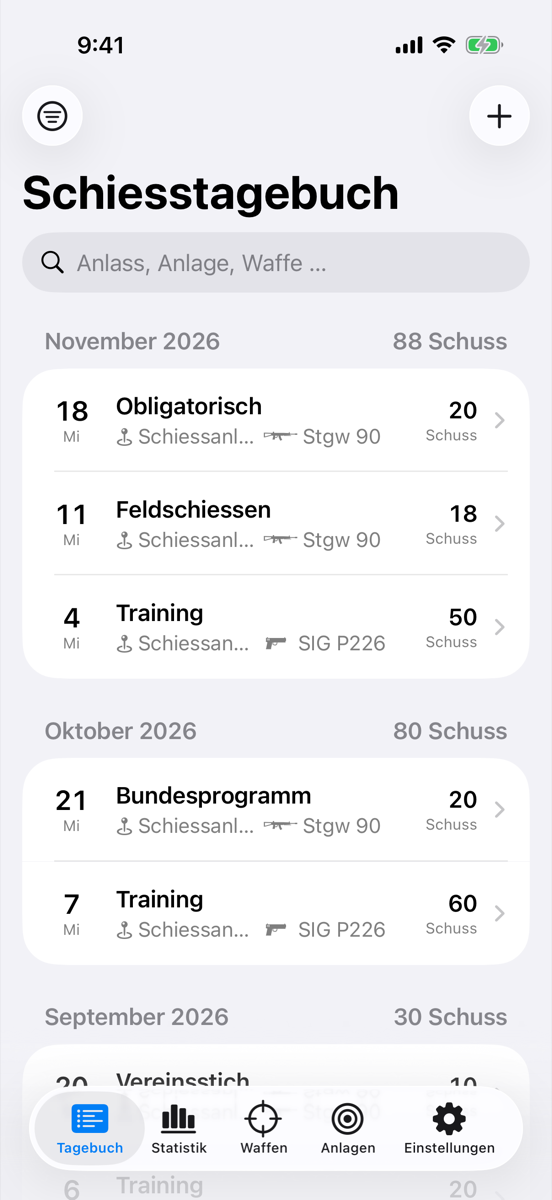 9:41
Schiesstagebuch
Anlass, Anlage, Waffe ...
November 2026 88 Schuss
18 Obligatorisch 20
Mi Schiessanl... Stgw 90 Schuss
11 Feldschiessen 18
Mi Schiessanl... Stgw 90 Schuss
4 Training 50
Mi Schiessan... SIG P226 Schuss
Oktober 2026 80 Schuss
21 Bundesprogramm 20
Mi Schiessanl... Stgw 90 Schuss
7 Training 60
Mi Schiessan... SIG P226 Schuss
September 2026 30 Schuss
20 Vereinsstich 10
Tagebuch Statistik Waffen Anlagen Einstellungen
6 Training 20